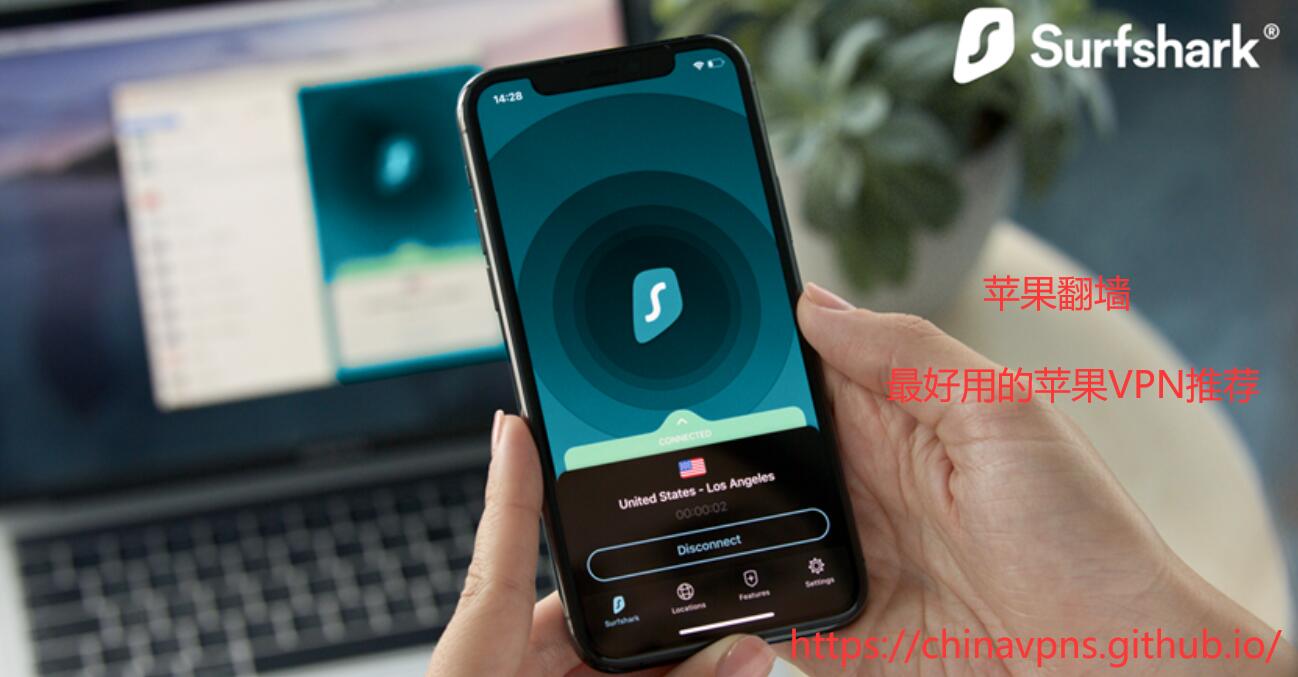 Surfshark®
14:28
苹果翻墙
最好用的苹果VPN推荐
CONNECTED
United States - Los Angeles
00:00:02
Disconnect
Surfshark
Locations
Features
Settings
https://chinavpns.github.io/